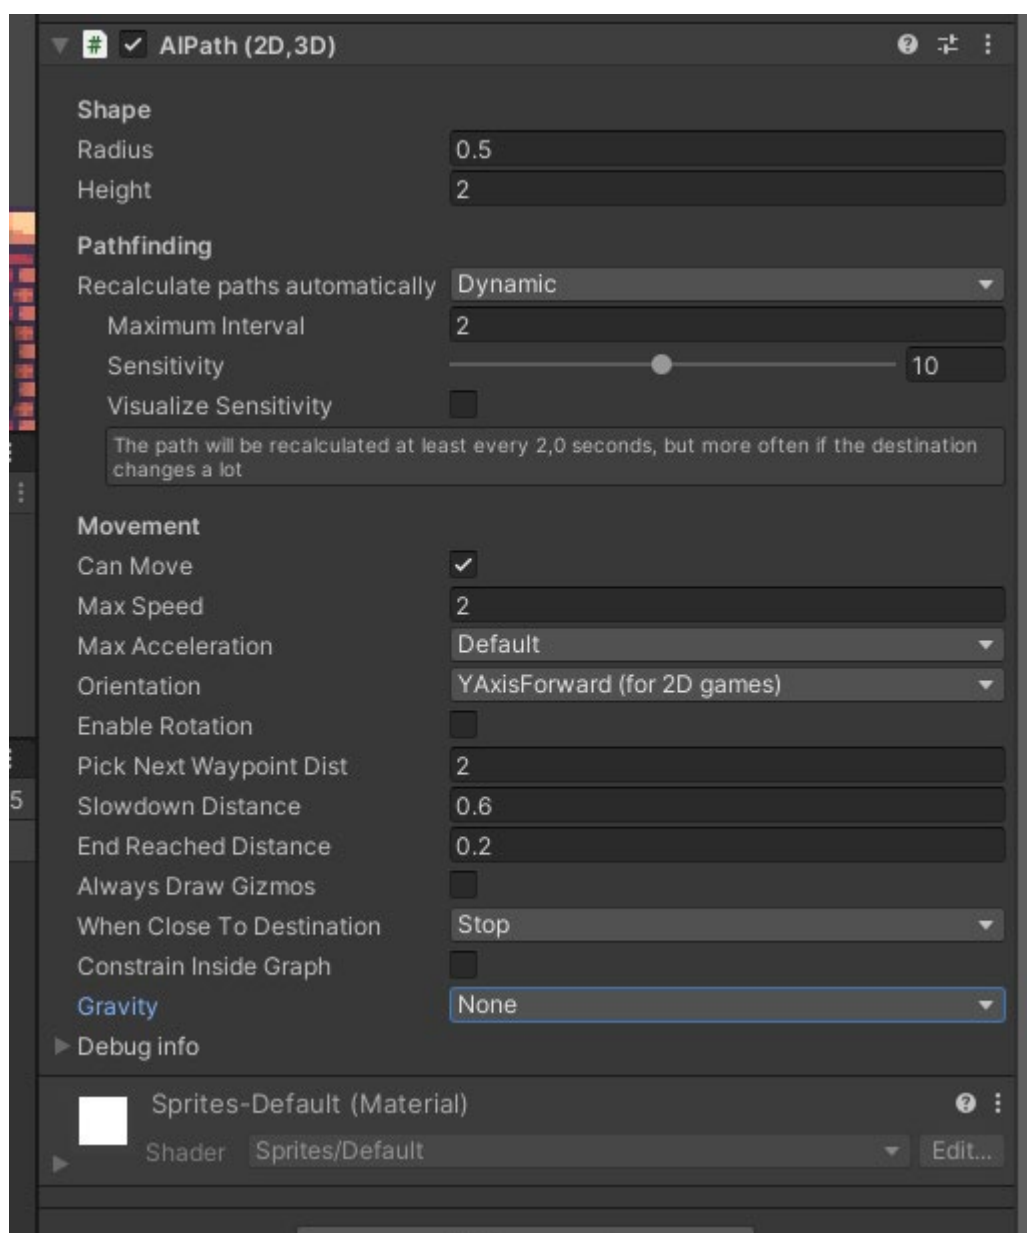 AIPath (2D,3D)
Shape
Radius 0.5
Height 2
Pathfinding
Recalculate paths automatically Dynamic
Maximum Interval 2
Sensitivity 10
Visualize Sensitivity
The path will be recalculated at least every 2,0 seconds, but more often if the destination
changes a lot
Movement
Can Move
Max Speed 2
Max Acceleration Default
Orientation YAxisForward (for 2D games)
Enable Rotation
Pick Next Waypoint Dist 2
5
Slowdown Distance 0.6
End Reached Distance 0.2
Always Draw Gizmos
When Close To Destination Stop
Constrain Inside Graph
Gravity None
Debug info
Sprites-Default (Material)
Shader Sprites/Default Edit...